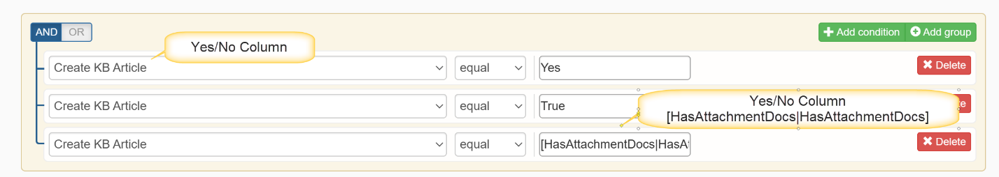 AND OR
Add condition Add group
Yes/No Column
Create KB Article equal Yes Delete
Create KB Article equal True
Yes/No Column
[HasAttachmentDocs|HasAttachmentDocs]
Create KB Article equal [HasAttachmentDocs|HasAt Delete